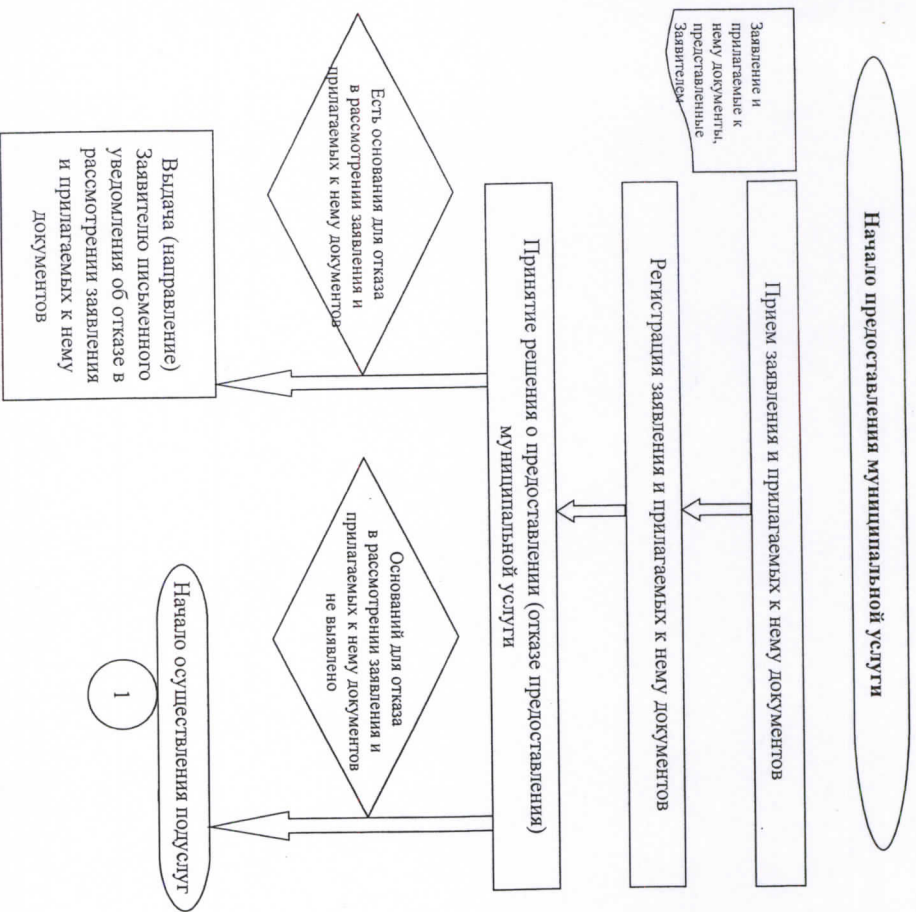 Начало предоставления муниципальной услуги
Заявление и
прилагаемые к
нему документы,
представленные
Заявителем
Прием заявления и прилагаемых к нему документов
Регистрация заявления и прилагаемых к нему документов
Принятие решения о предоставлении (отказе предоставления)
муниципальной услуги
Есть основания для отказа
в рассмотрении заявления и
прилагаемых к нему документов
Оснований для отказа
в рассмотрении заявления и
прилагаемых к нему документов
не выявлено
Выдача (направление)
Заявителю письменного
уведомления об отказе в
рассмотрении заявления
и прилагаемых к нему
документов
Начало осуществления подуслуг
1